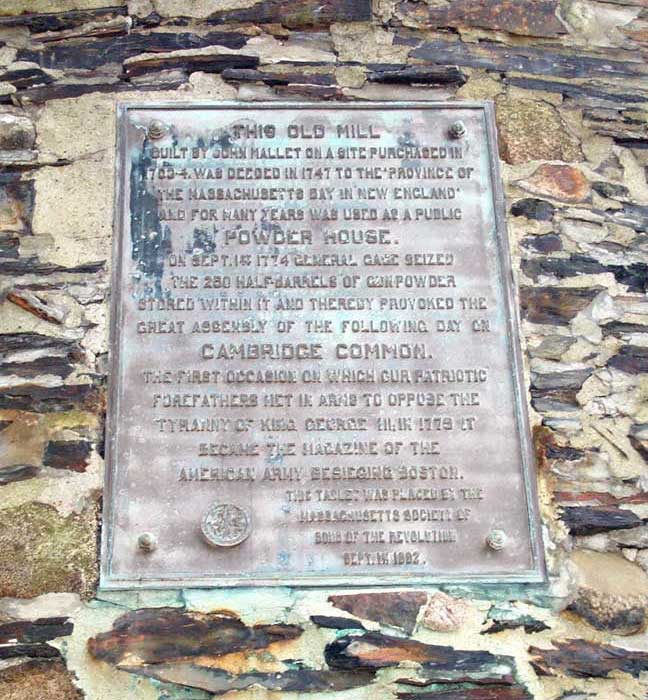 THIS OLD MILL
BUILT BY JOHN MALLET ON A SITE PURCHASED IN
1703-4. WAS DEEDED IN 1747 TO THE "PROVINCE OF
THE MASSACHUSETTS BAY IN NEW ENGLAND"
AND FOR MANY YEARS WAS USED AS A PUBLIC
POWDER HOUSE.
ON SEPT. 1ST 1774 GENERAL GAGE SEIZED
THE 250 HALF-BARRELS OF GUNPOWDER
STORED WITHIN IT AND THEREBY PROVOKED THE
GREAT ASSEMBLY OF THE FOLLOWING DAY ON
CAMBRIDGE COMMON.
THE FIRST OCCASION ON WHICH OUR PATRIOTIC
FOREFATHERS MET IN ARMS TO OPPOSE THE
TYRANNY OF KING GEORGE III. IN 1775 IT
BECAME THE MAGAZINE OF THE
AMERICAN ARMY BESIEGING BOSTON.
THIS TABLET WAS PLACED BY THE
MASSACHUSETTS SOCIETY OF
SONS OF THE REVOLUTION
SEPT. 1ST. IN 1892.